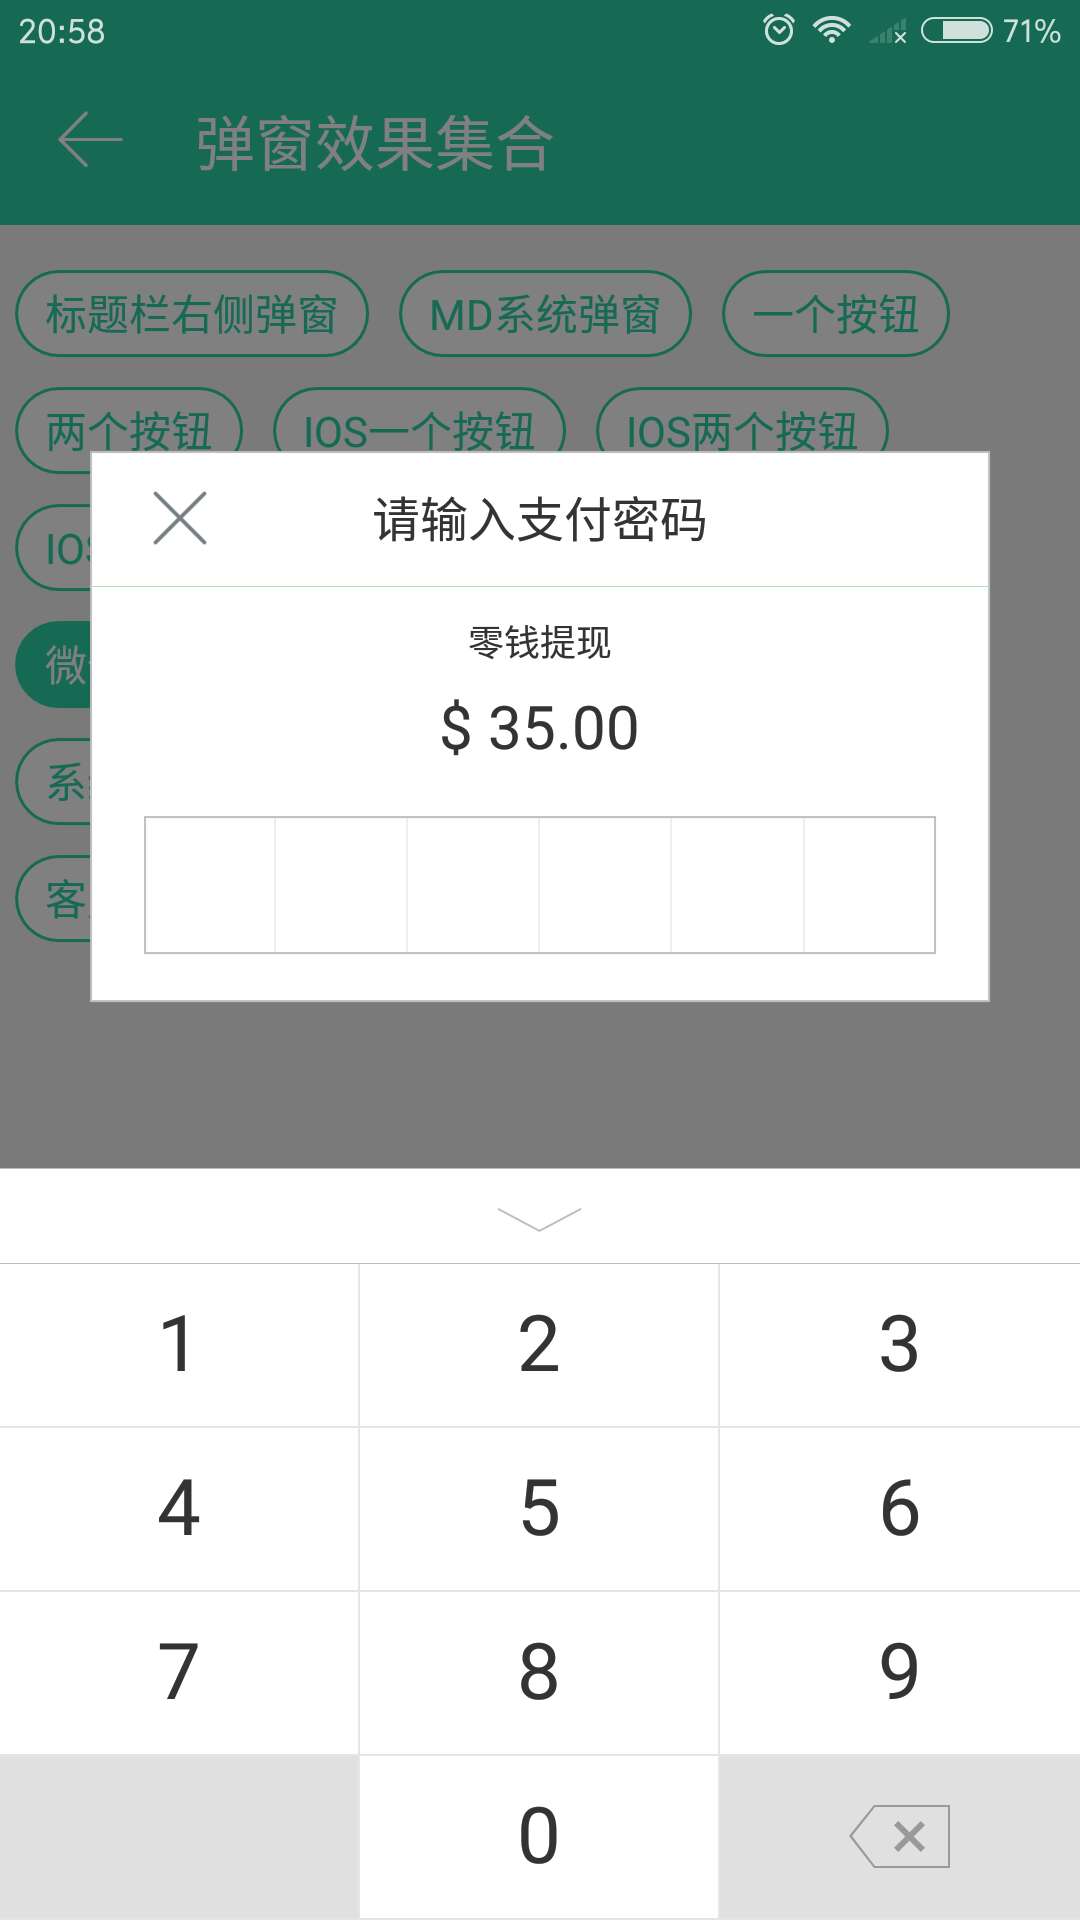 20:58 71%
弹窗效果集合
标题栏右侧弹窗 MD系统弹窗 一个按钮
两个按钮 IOS一个按钮 IOS两个按钮
IOS
请输入支付密码
零钱提现
$ 35.00
微
系
客
1 2 3
4 5 6
7 8 9
0